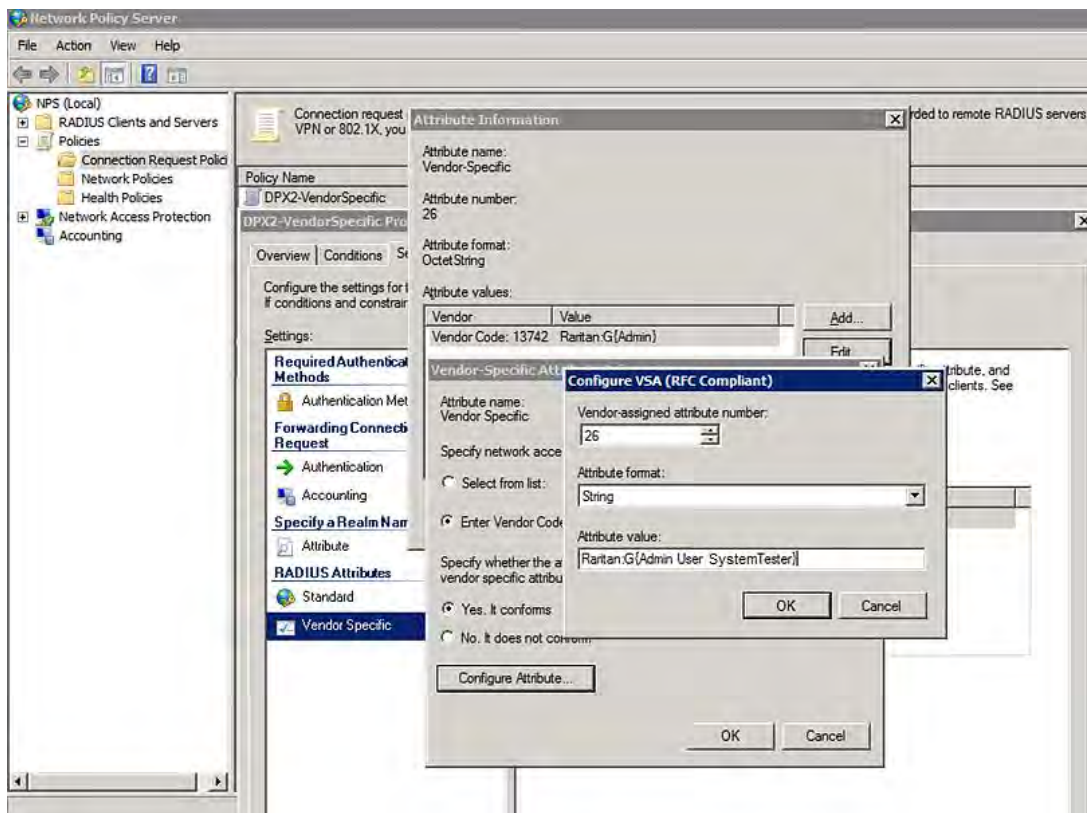 Network Policy Server
File Action View Help
NPS (Local)
RADIUS Clients and Servers
Policies
Connection Request Polici
Network Policies
Health Policies
Network Access Protection
Accounting
Connection request
VPN or 802.1X, you
rded to remote RADIUS servers
Policy Name
DPX2-VendorSpecific
DPX2-VendorSpecific Pro
Overview Conditions Se
Configure the settings for
If conditions and constrain
Settings:
Required Authenticat
Methods
Authentication Met
Forwarding Connecti
Request
Authentication
Accounting
Specify a Realm Nam
Attribute
RADIUS Attributes
Standard
Vendor Specific
Attribute Information
Attribute name:
Vendor-Specific
Attribute number:
26
Attribute format:
OctetString
Attribute values:
Vendor Value
Vendor Code: 13742 Raritan:G{Admin}
Add...
Edit
tribute, and
clients. See
Vendor-Specific Att
Attribute name:
Vendor Specific
Specify network acce
Select from list:
Enter Vendor Code
Specify whether the a
vendor specific attribu
Yes. It conforms
No. It does not conform
Configure Attribute...
OK Cancel
Configure VSA (RFC Compliant)
Vendor-assigned attribute number:
26
Attribute format:
String
Attribute value:
Raritan:G{Admin User SystemTester}
OK Cancel